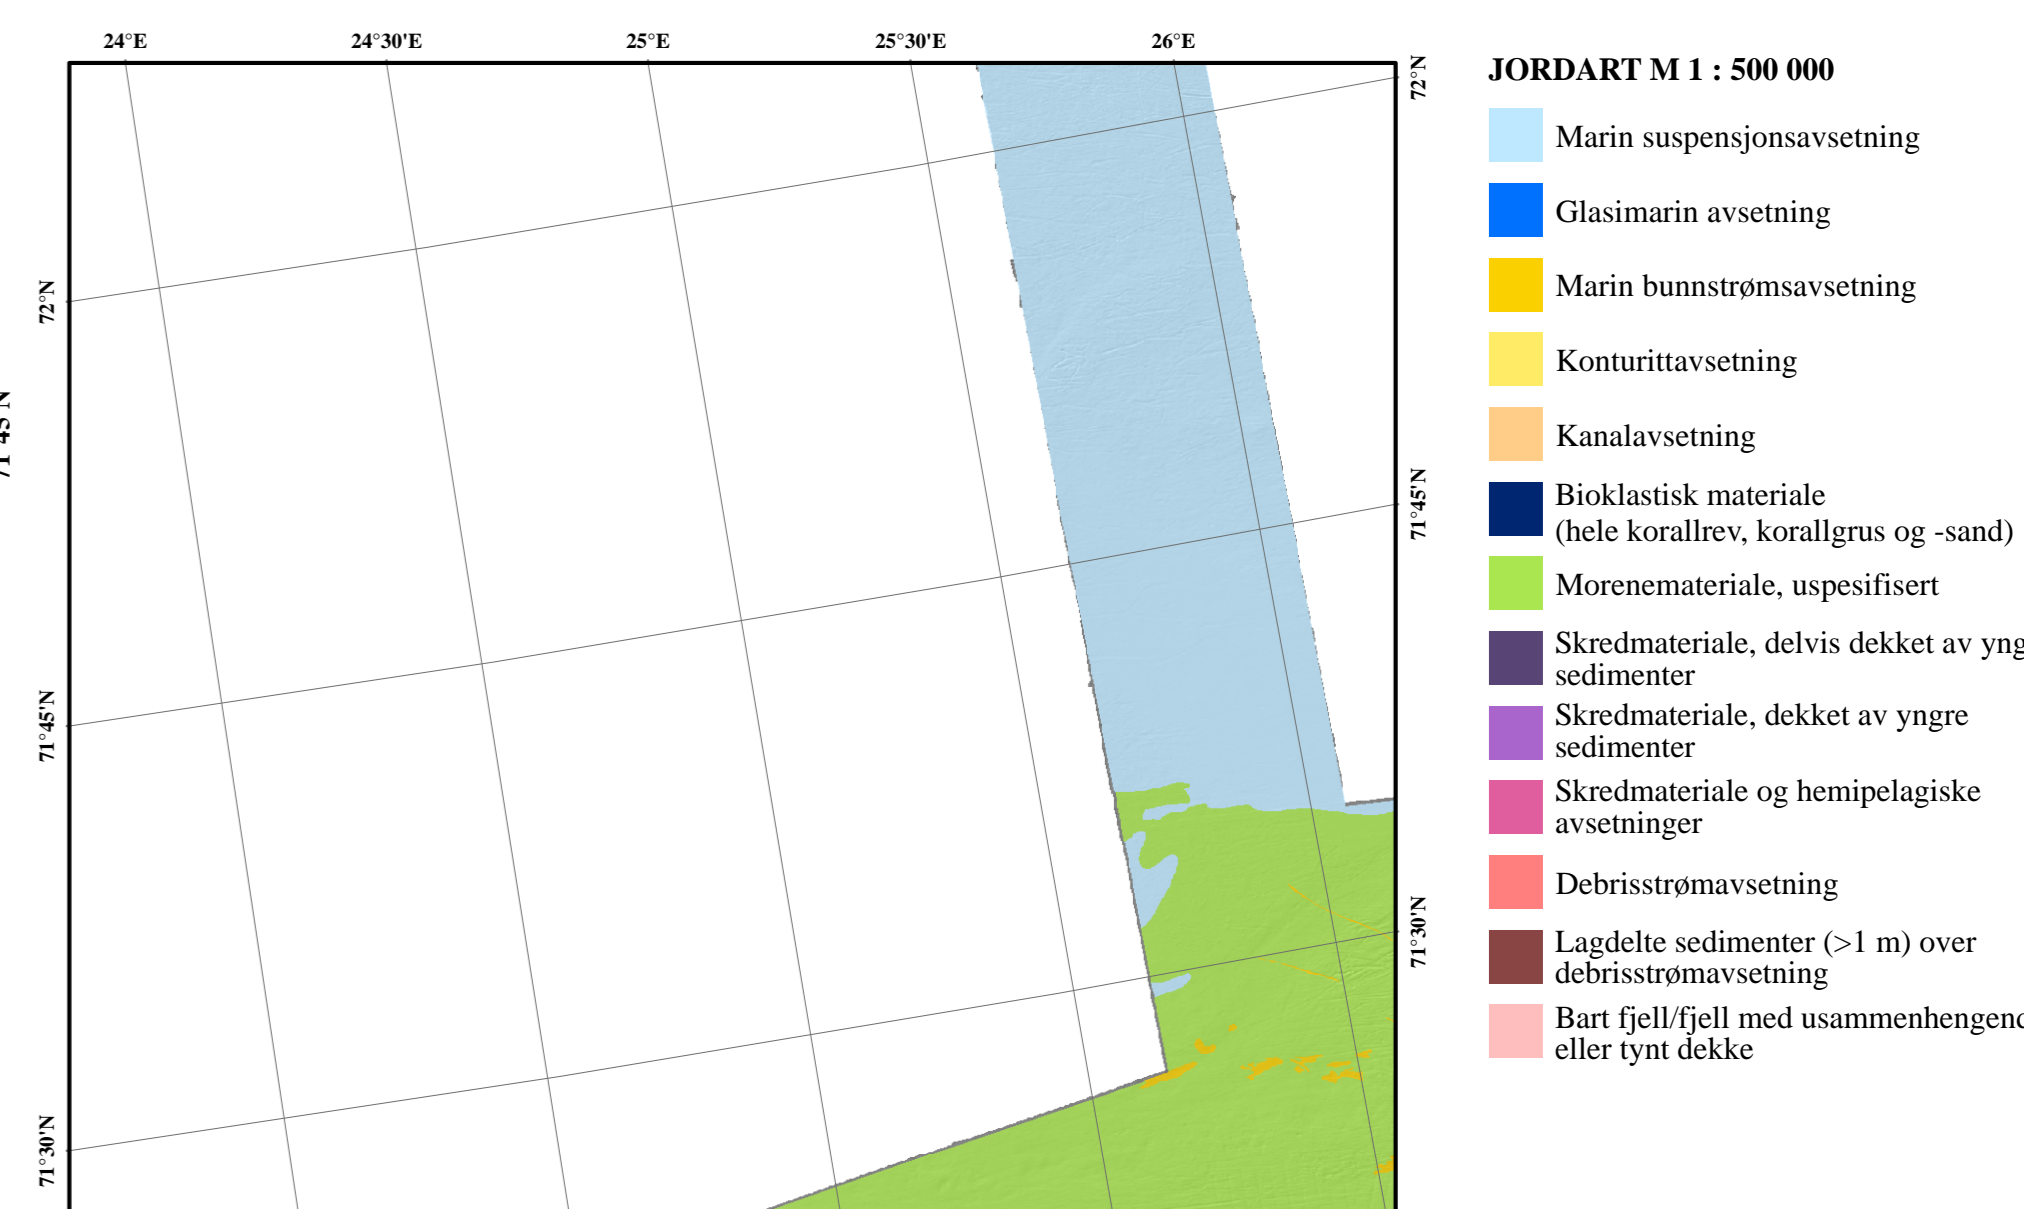 24°E
24°30'E
25°E
25°30'E
26°E
72°N
71°45'N
71°30'N
72°N
71°45'N
71°30'N
JORDART M 1 : 500 000
Marin suspensjonsavsetning
Glasimarin avsetning
Marin bunnstrømsavsetning
Konturittavsetning
Kanalavsetning
Bioklastisk materiale
(hele korallrev, korallgrus og -sand)
Morenemateriale, uspesifisert
Skredmateriale, delvis dekket av yng
sedimenter
Skredmateriale, dekket av yngre
sedimenter
Skredmateriale og hemipelagiske
avsetninger
Debrisstrømavsetning
Lagdelte sedimenter (>1 m) over
debrisstrømavsetning
Bart fjell/fjell med usammenhengend
eller tynt dekke